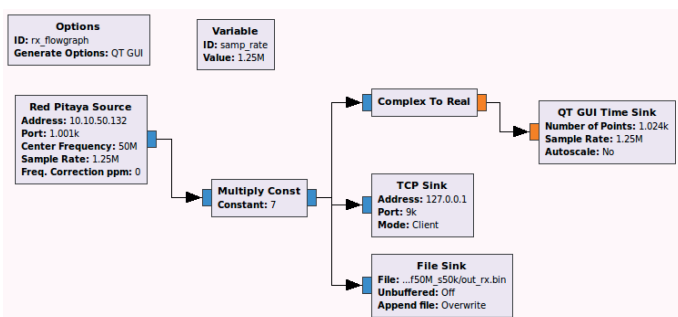 Options
ID: rx_flowgraph
Generate Options: QT GUI
Variable
ID: samp_rate
Value: 1.25M
Red Pitaya Source
Address: 10.10.50.132
Port: 1.001k
Center Frequency: 50M
Sample Rate: 1.25M
Freq. Correction ppm: 0
Multiply Const
Constant: 7
Complex To Real
QT GUI Time Sink
Number of Points: 1.024k
Sample Rate: 1.25M
Autoscale: No
TCP Sink
Address: 127.0.0.1
Port: 9k
Mode: Client
File Sink
File: ...f50M_s50k/out_rx.bin
Unbuffered: Off
Append file: Overwrite